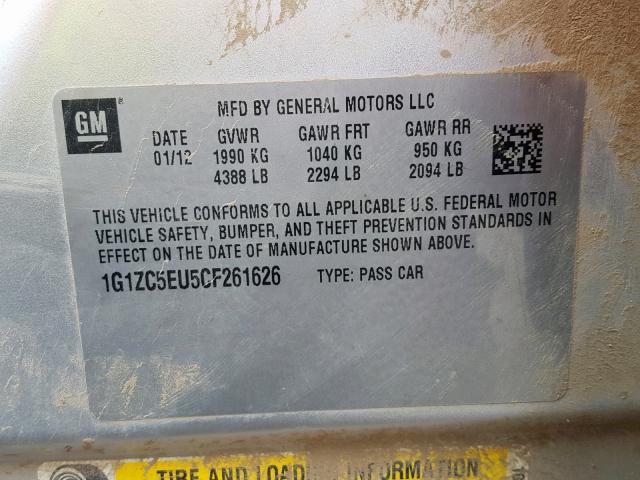 GM
MFD BY GENERAL MOTORS LLC
DATE GVWR GAWR FRT GAWR RR
01/12 1990 KG 1040 KG 950 KG
4388 LB 2294 LB 2094 LB
THIS VEHICLE CONFORMS TO ALL APPLICABLE U.S. FEDERAL MOTOR
VEHICLE SAFETY, BUMPER, AND THEFT PREVENTION STANDARDS IN
EFFECT ON THE DATE OF MANUFACTURE SHOWN ABOVE.
1G1ZC5EU5CF261626 TYPE: PASS CAR
TIRE AND LOADING INFORMATION